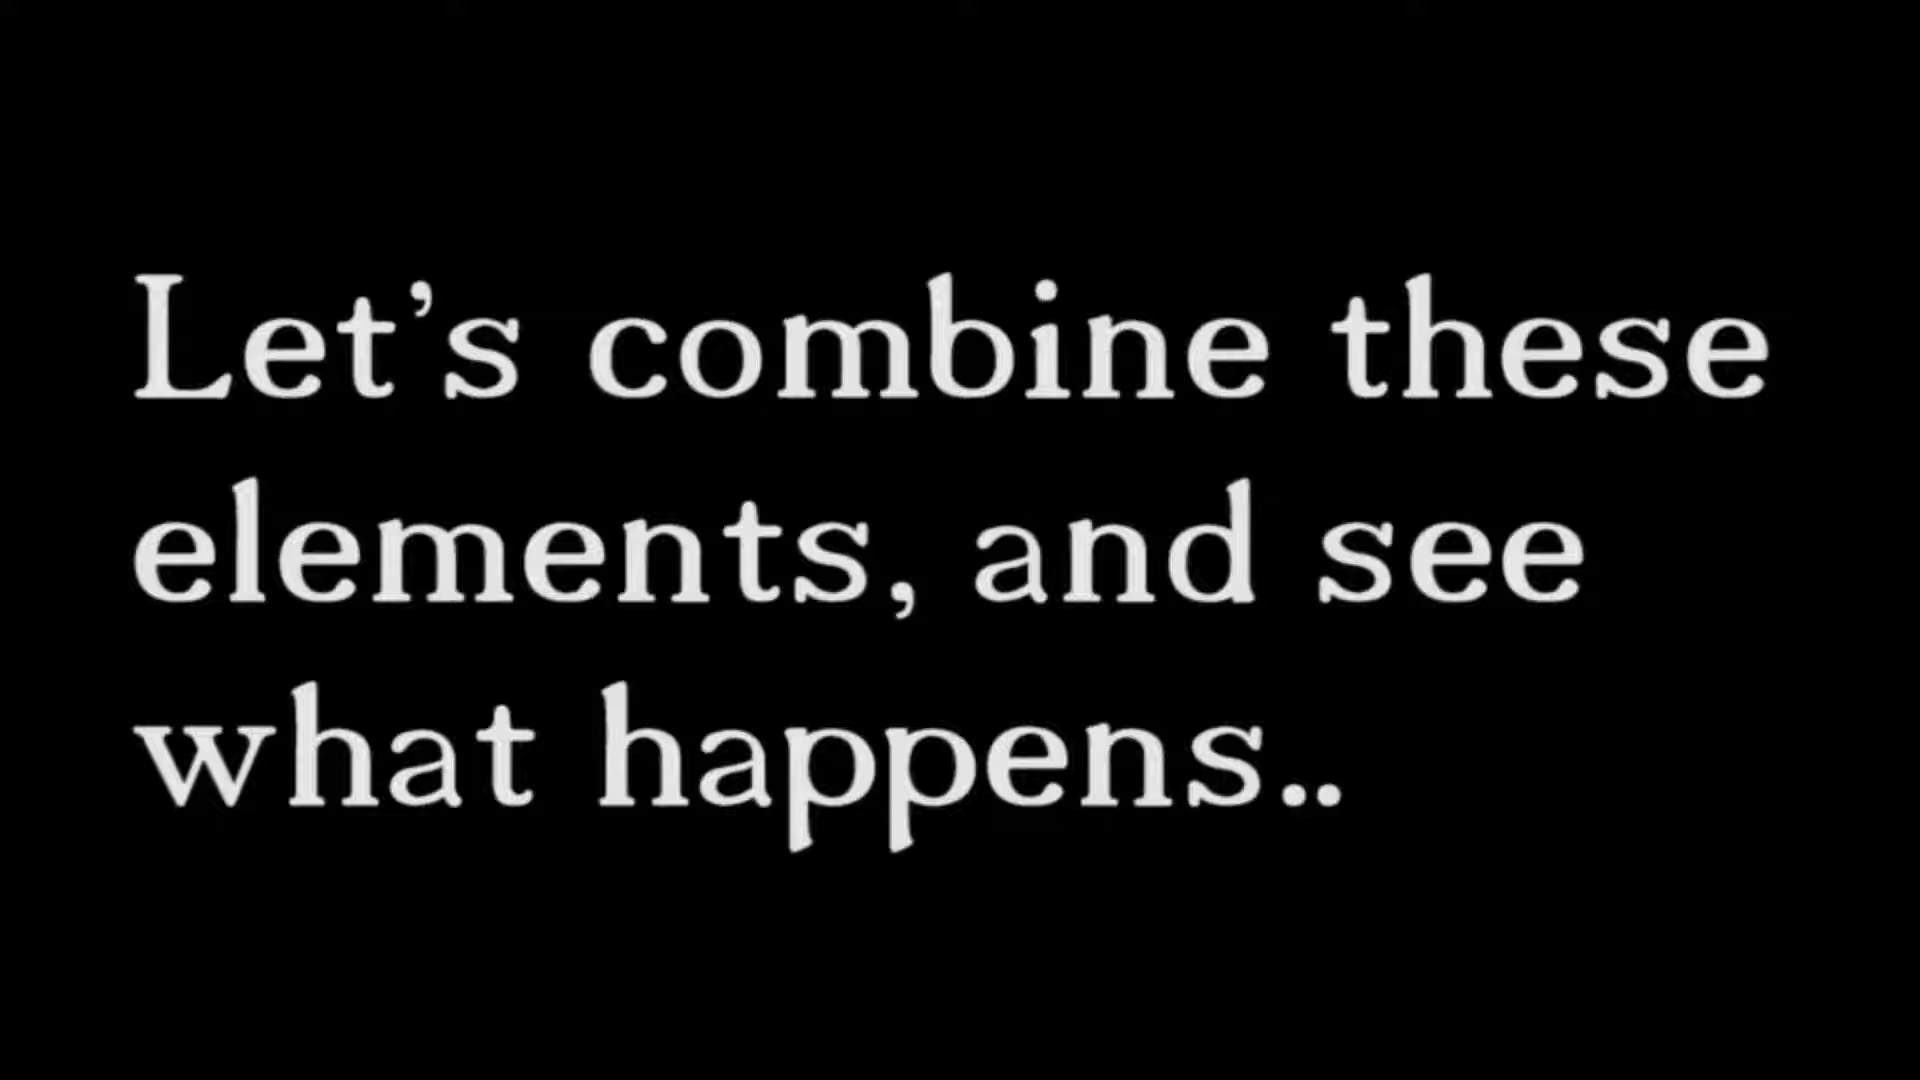 Let’s combine these
elements, and see
what happens..